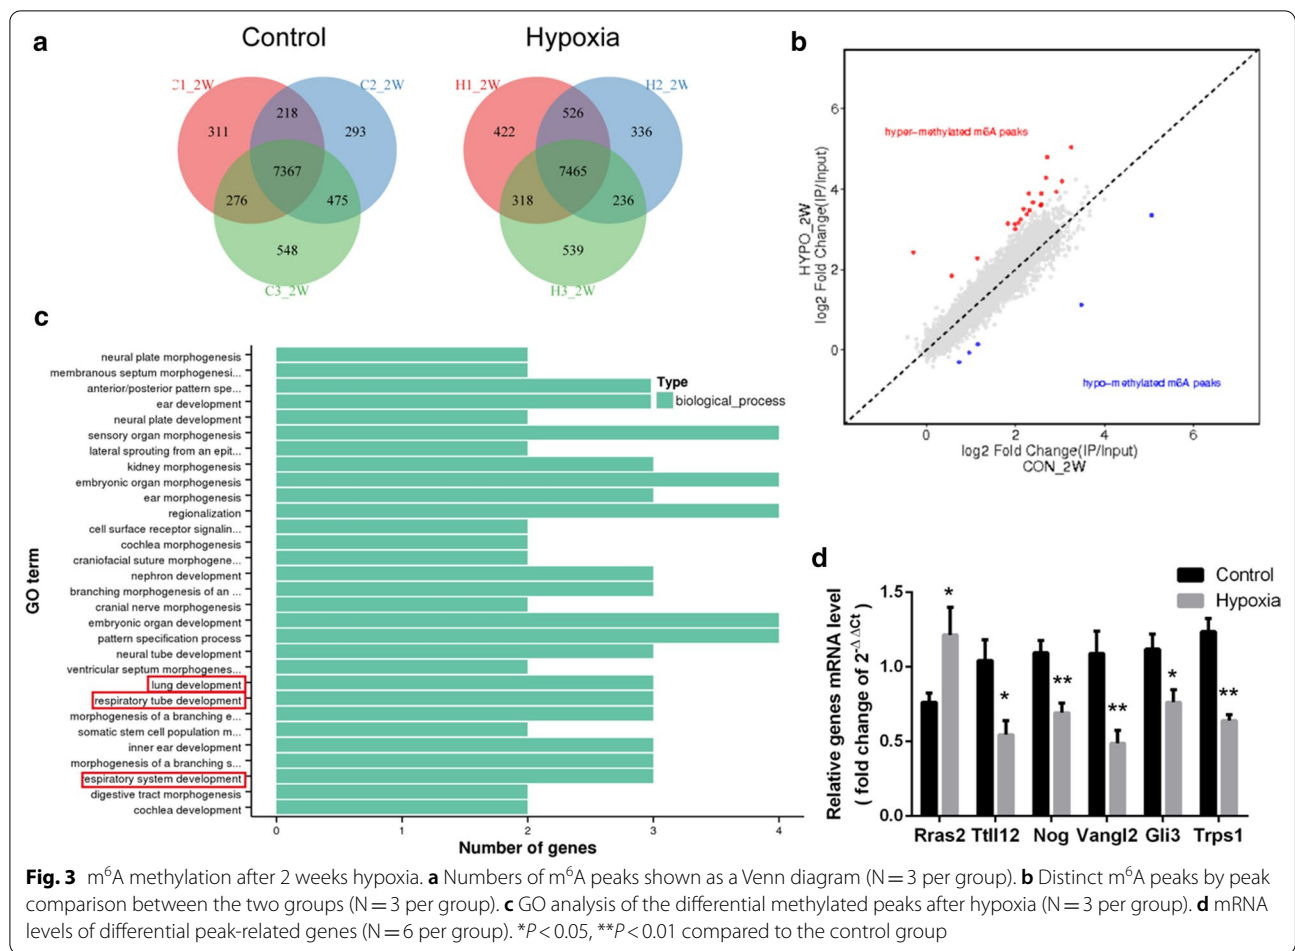 a
Control
Hypoxia
C1_2W
C2_2W
218
311
293
7367
276
475
548
C3_2W
H1_2W
H2_2W
526
422
336
7465
318
236
539
H3_2W
b
hyper-methylated m6A peaks
hypo-methylated m6A peaks
6
4
2
0
HYPO_2W
log2 Fold Change(IP/Input)
0 2 4 6
log2 Fold Change(IP/Input)
CON_2W
c
GO term
neural plate morphogenesis
membranous septum morphogenesi...
anterior/posterior pattern spe...
ear development
neural plate development
sensory organ morphogenesis
lateral sprouting from an epit...
kidney morphogenesis
embryonic organ morphogenesis
ear morphogenesis
regionalization
cell surface receptor signalin...
cochlea morphogenesis
craniofacial suture morphogene...
nephron development
branching morphogenesis of an ...
cranial nerve morphogenesis
embryonic organ development
pattern specification process
neural tube development
ventricular septum morphogenes...
lung development
respiratory tube development
morphogenesis of a branching e...
somatic stem cell population m...
inner ear development
morphogenesis of a branching s...
respiratory system development
digestive tract morphogenesis
cochlea development
0 1 2 3 4
Number of genes
Type
biological_process
d
Control
Hypoxia
Relative genes mRNA level
( fold change of 2^-ΔΔCt )
1.5
1.0
0.5
0.0
* * ** ** * **
Rras2 Ttll12 Nog Vangl2 Gli3 Trps1
Fig. 3 m⁶A methylation after 2 weeks hypoxia. a Numbers of m⁶A peaks shown as a Venn diagram (N = 3 per group). b Distinct m⁶A peaks by peak
comparison between the two groups (N = 3 per group). c GO analysis of the differential methylated peaks after hypoxia (N = 3 per group). d mRNA
levels of differential peak-related genes (N = 6 per group). *P < 0.05, **P < 0.01 compared to the control group